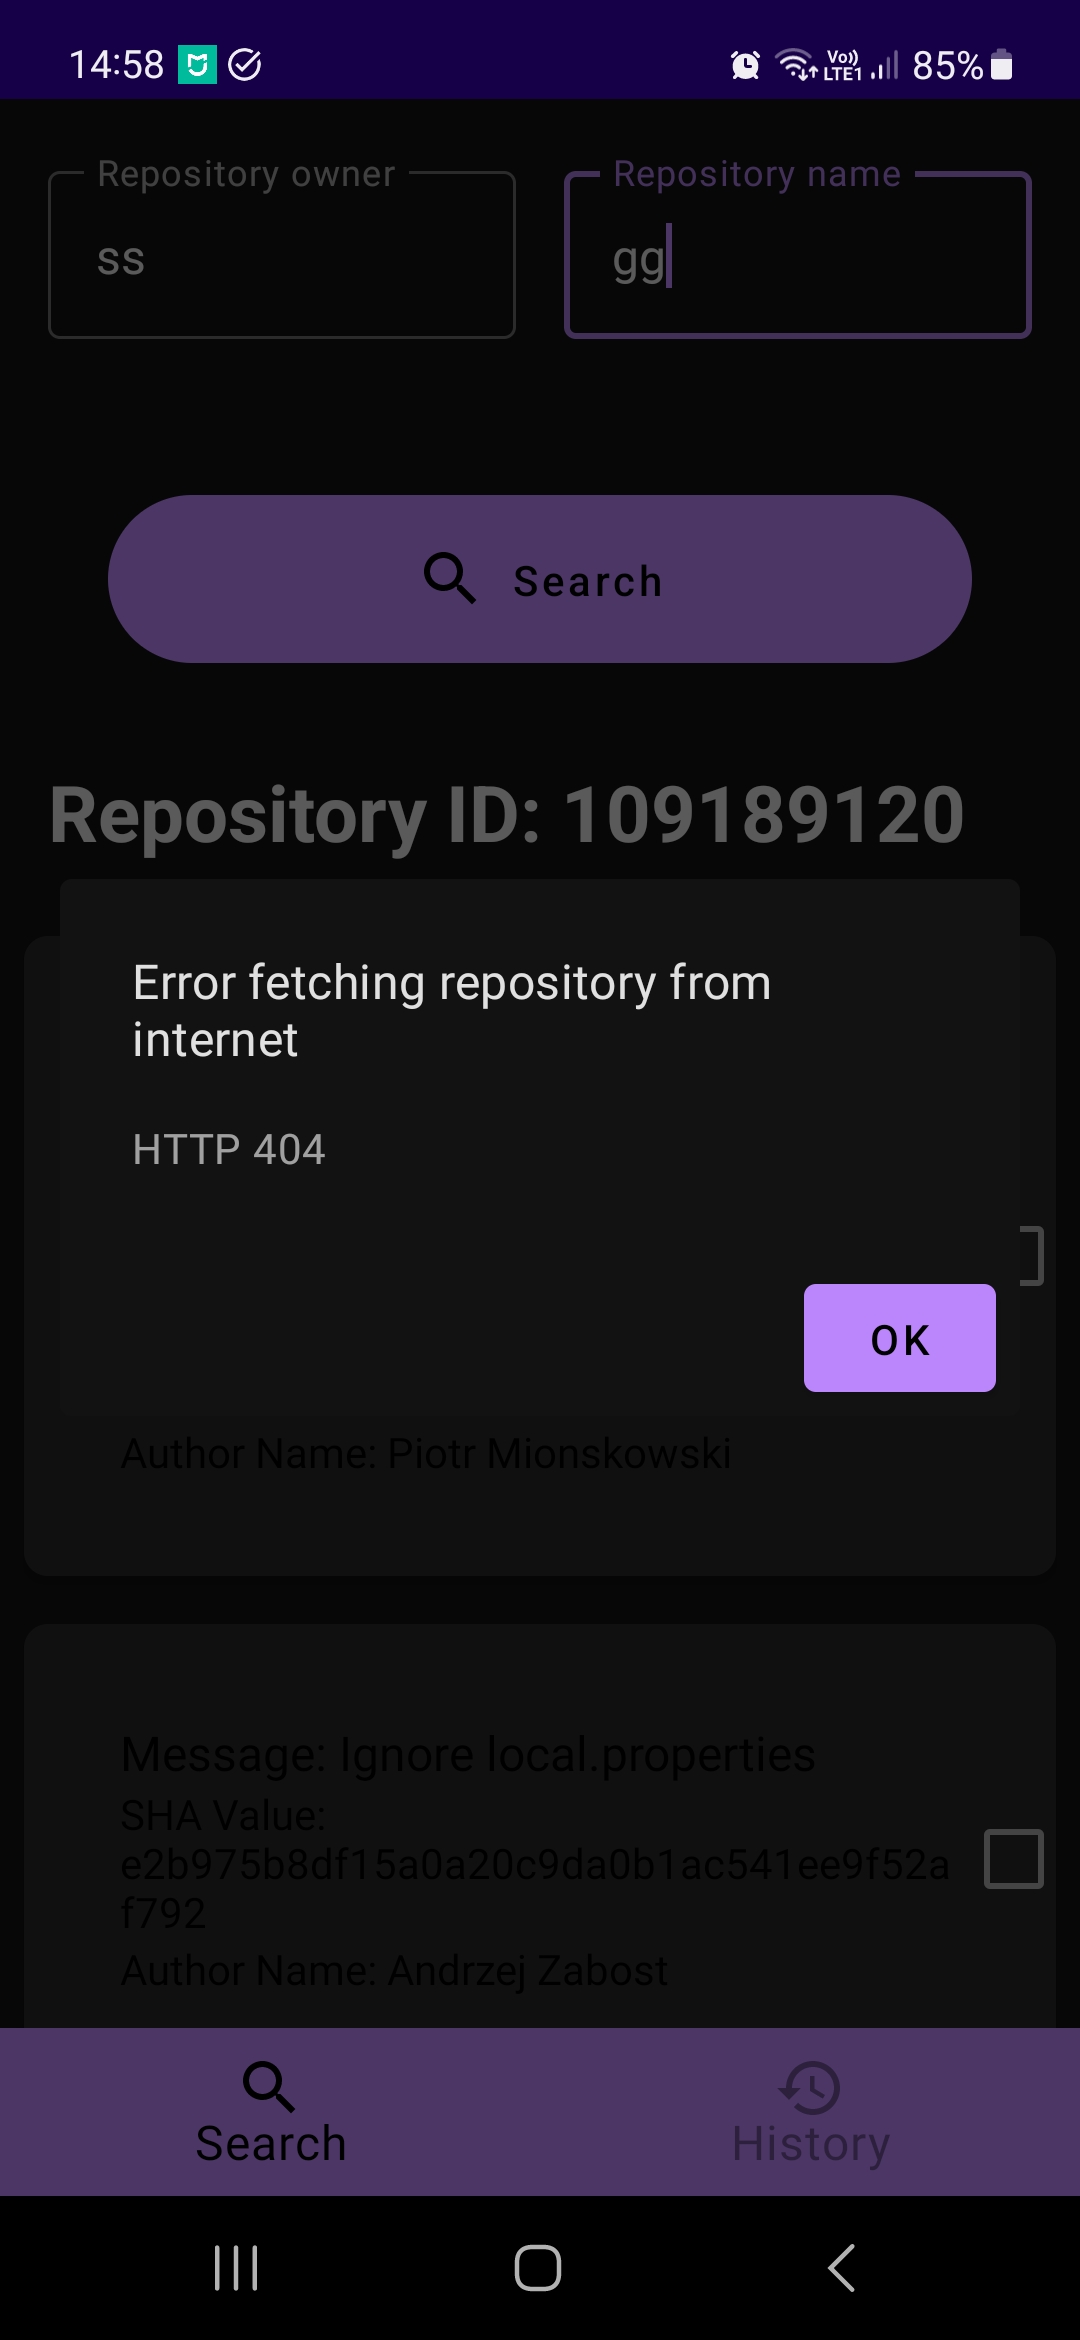 14:58
Vo)) LTE1 85%
Repository owner
Repository name
ss
gg
Search
Repository ID: 109189120
Error fetching repository from
internet
HTTP 404
OK
Author Name: Piotr Mionskowski
Message: Ignore local.properties
SHA Value:
e2b975b8df15a0a20c9da0b1ac541ee9f52a
f792
Author Name: Andrzej Zabost
Search
History